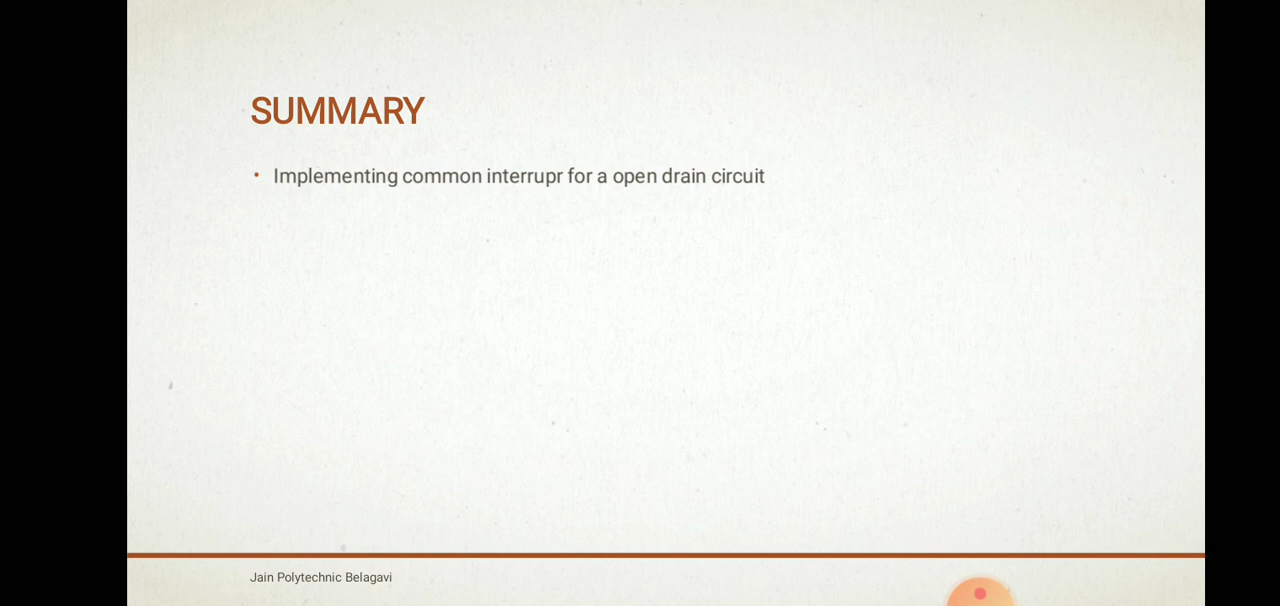 SUMMARY
• Implementing common interrupr for a open drain circuit
Jain Polytechnic Belagavi